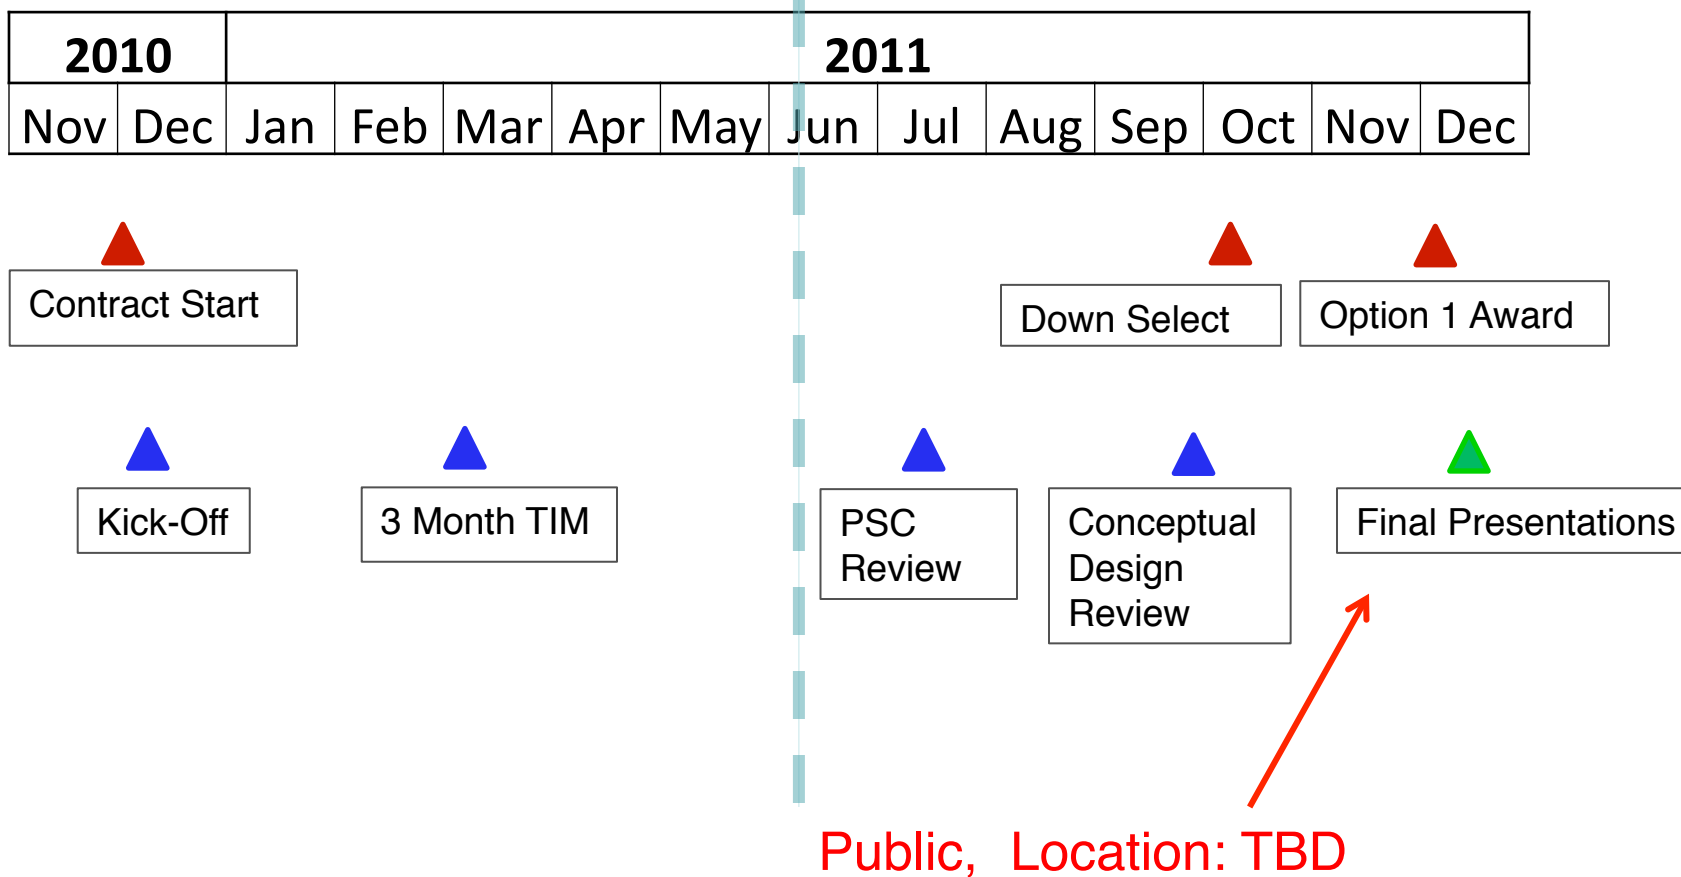 2010 2011
Nov Dec Jan Feb Mar Apr May Jun Jul Aug Sep Oct Nov Dec
Contract Start
Down Select
Option 1 Award
Kick-Off
3 Month TIM
PSC
Review
Conceptual
Design
Review
Final Presentations
Public, Location: TBD